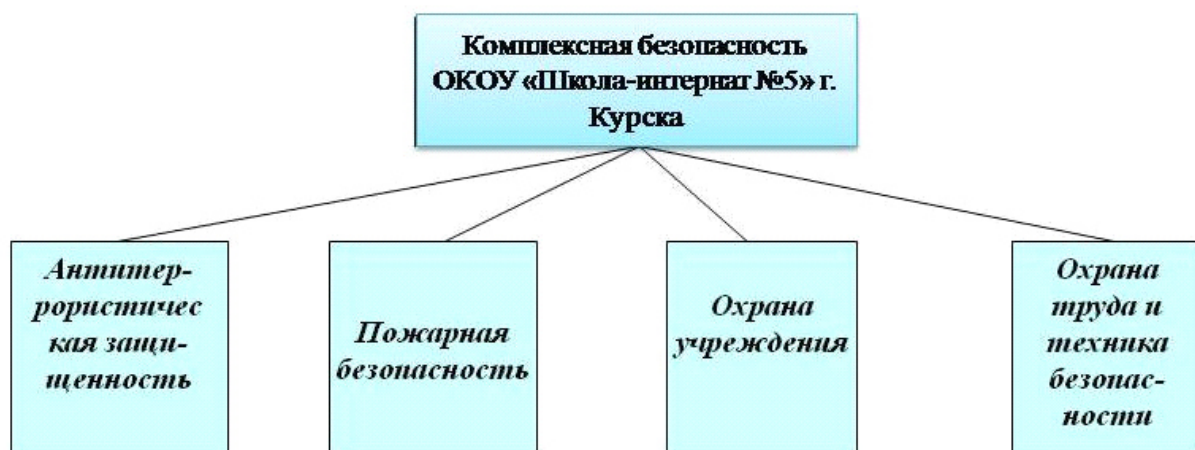 Комплексная безопасность
ОКОУ «Школа-интернат №5» г.
Курска
Антитер-
рористичес
кая защи-
щенность
Пожарная
безопасность
Охрана
учреждения
Охрана
труда и
техника
безопас-
ности